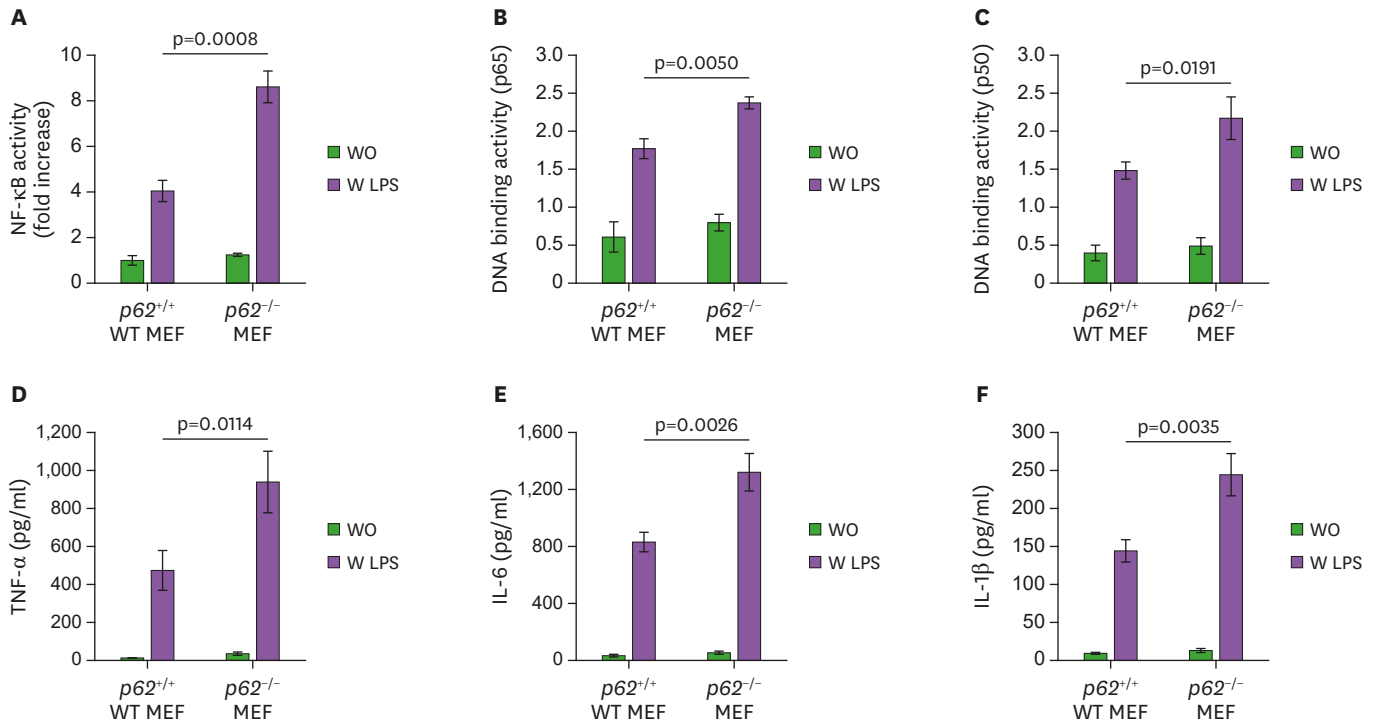 A
p=0.0008
NF-κB activity
(fold increase)
10
8
6
4
2
0
p62+/+
WT MEF
p62−/−
MEF
WO
W LPS
B
p=0.0050
DNA binding activity (p65)
3.0
2.5
2.0
1.5
1.0
0.5
0
p62+/+
WT MEF
p62−/−
MEF
WO
W LPS
C
p=0.0191
DNA binding activity (p50)
3.0
2.5
2.0
1.5
1.0
0.5
0
p62+/+
WT MEF
p62−/−
MEF
WO
W LPS
D
p=0.0114
TNF-α (pg/ml)
1,200
1,000
800
600
400
200
0
p62+/+
WT MEF
p62−/−
MEF
WO
W LPS
E
p=0.0026
IL-6 (pg/ml)
1,600
1,200
800
400
0
p62+/+
WT MEF
p62−/−
MEF
WO
W LPS
F
p=0.0035
IL-1β (pg/ml)
300
250
200
150
100
50
0
p62+/+
WT MEF
p62−/−
MEF
WO
W LPS